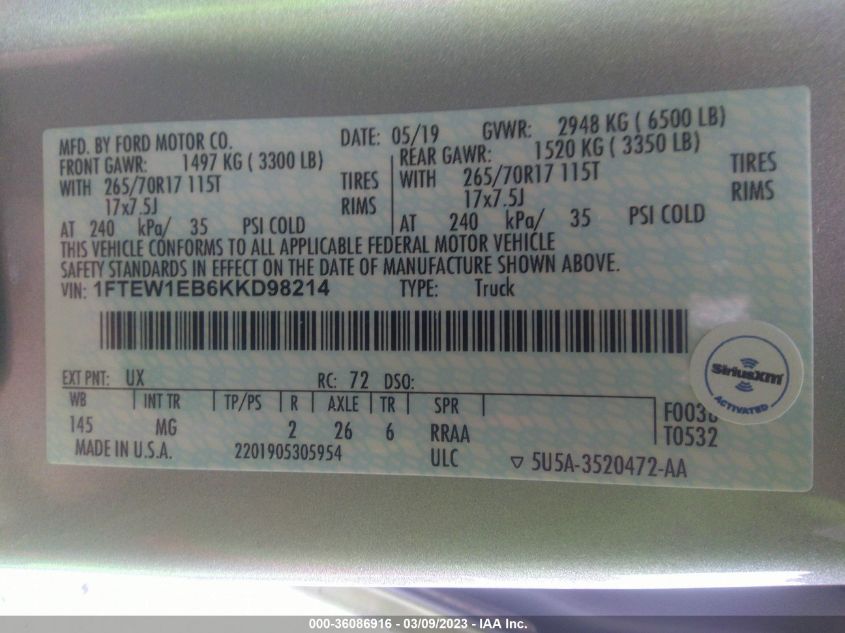 MFD. BY FORD MOTOR CO. DATE: 05/19 GVWR: 2948 KG ( 6500 LB)
FRONT GAWR: 1497 KG ( 3300 LB) REAR GAWR: 1520 KG ( 3350 LB)
WITH 265/70R17 115T TIRES WITH 265/70R17 115T TIRES
17x7.5J RIMS 17x7.5J RIMS
AT 240 kPa/ 35 PSI COLD AT 240 kPa/ 35 PSI COLD
THIS VEHICLE CONFORMS TO ALL APPLICABLE FEDERAL MOTOR VEHICLE
SAFETY STANDARDS IN EFFECT ON THE DATE OF MANUFACTURE SHOWN ABOVE.
VIN: 1FTEW1EB6KKD98214 TYPE: Truck
SiriusXM
ACTIVATED
EXT PNT: UX RC: 72 DSO:
WB INT TR TP/PS R AXLE TR SPR
145 MG 2 26 6 RRAA
F003
T0532
MADE IN U.S.A. 2201905305954 ULC ▽ 5U5A-3520472-AA
000-36086916 - 03/09/2023 - IAA Inc.